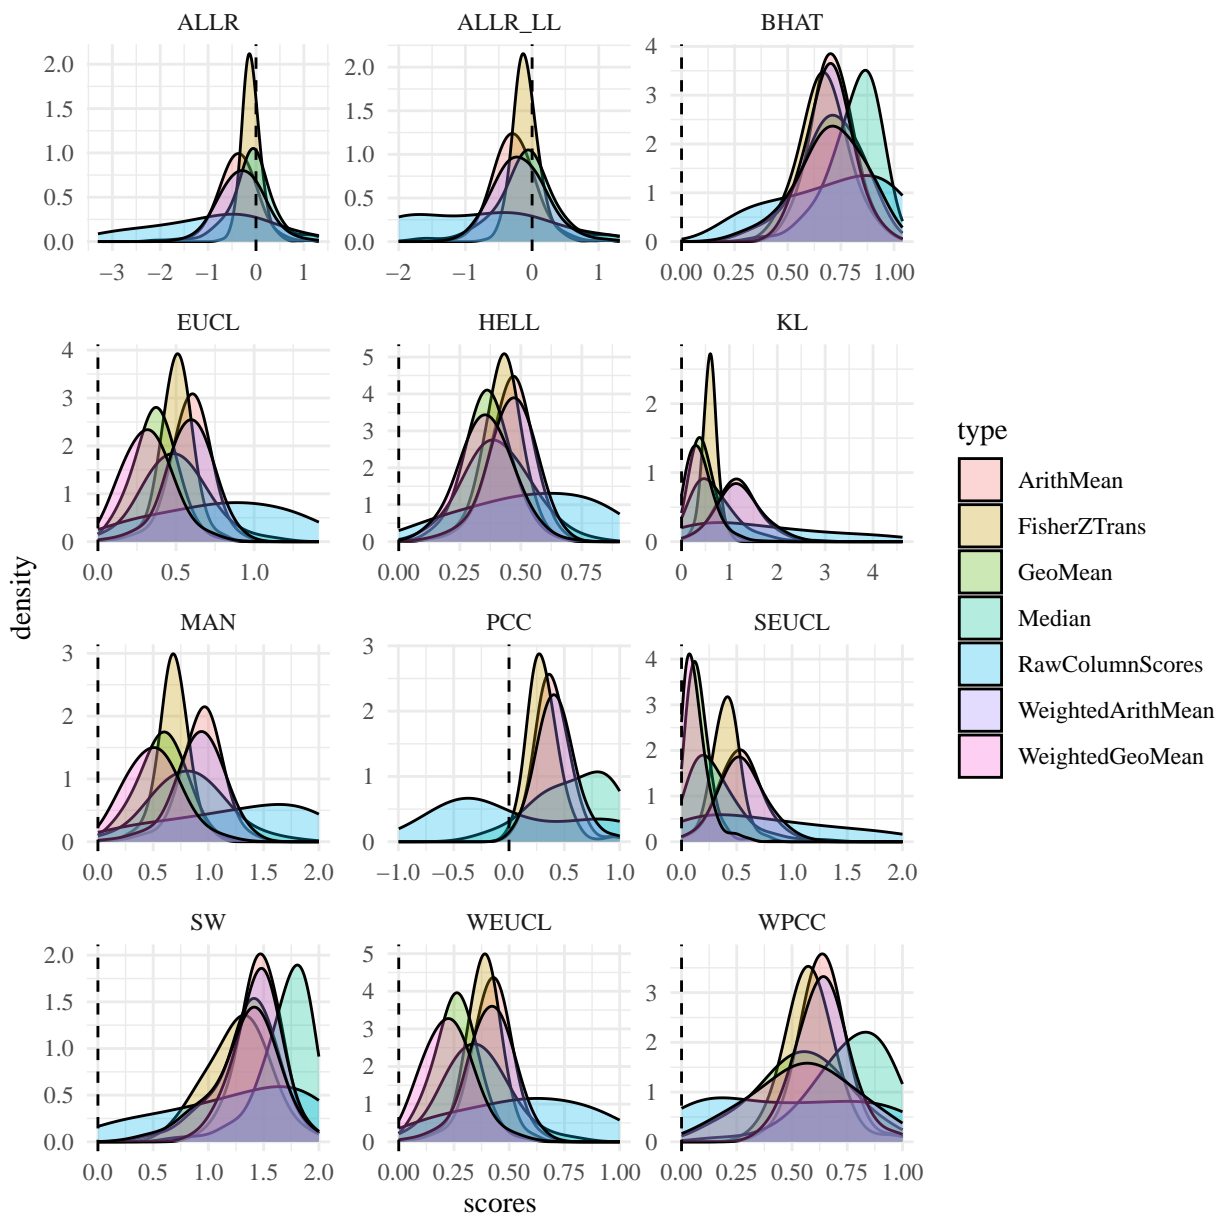 ALLR ALLR_LL BHAT
0.0 0.5 1.0 1.5 2.0
−3 −2 −1 0 1
0.0 0.5 1.0 1.5 2.0
−2 −1 0 1
0 1 2 3 4
0.00 0.25 0.50 0.75 1.00
EUCL HELL KL
0 1 2 3 4
0.0 0.5 1.0
0 1 2 3 4 5
0.00 0.25 0.50 0.75
0 1 2
0 1 2 3 4
MAN PCC SEUCL
0 1 2 3
0.0 0.5 1.0 1.5 2.0
0 1 2 3
−1.0 −0.5 0.0 0.5 1.0
0 1 2 3 4
0.0 0.5 1.0 1.5 2.0
SW WEUCL WPCC
0.0 0.5 1.0 1.5 2.0
0.0 0.5 1.0 1.5 2.0
0 1 2 3 4 5
0.00 0.25 0.50 0.75 1.00
0 1 2 3
0.00 0.25 0.50 0.75 1.00
density
scores
type
ArithMean
FisherZTrans
GeoMean
Median
RawColumnScores
WeightedArithMean
WeightedGeoMean